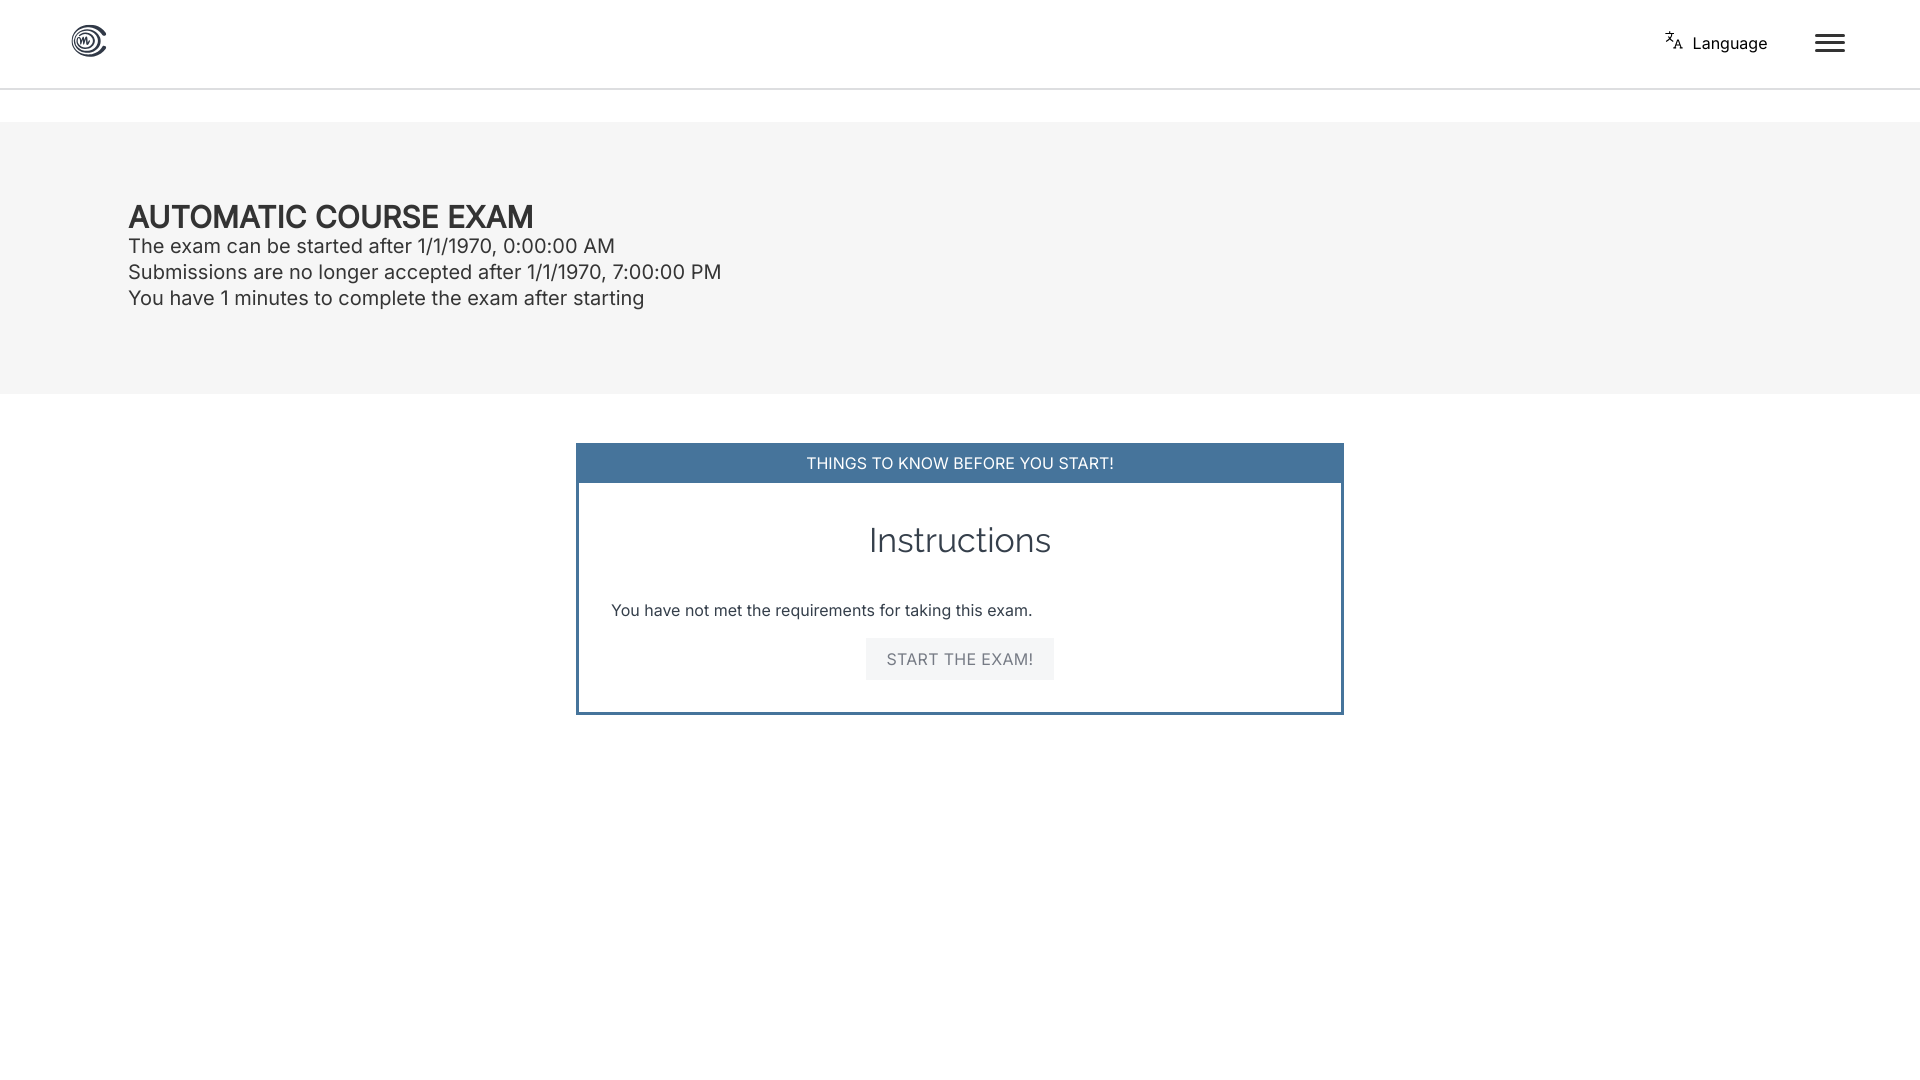 Language
AUTOMATIC COURSE EXAM
The exam can be started after 1/1/1970, 0:00:00 AM
Submissions are no longer accepted after 1/1/1970, 7:00:00 PM
You have 1 minutes to complete the exam after starting
THINGS TO KNOW BEFORE YOU START!
Instructions
You have not met the requirements for taking this exam.
START THE EXAM!